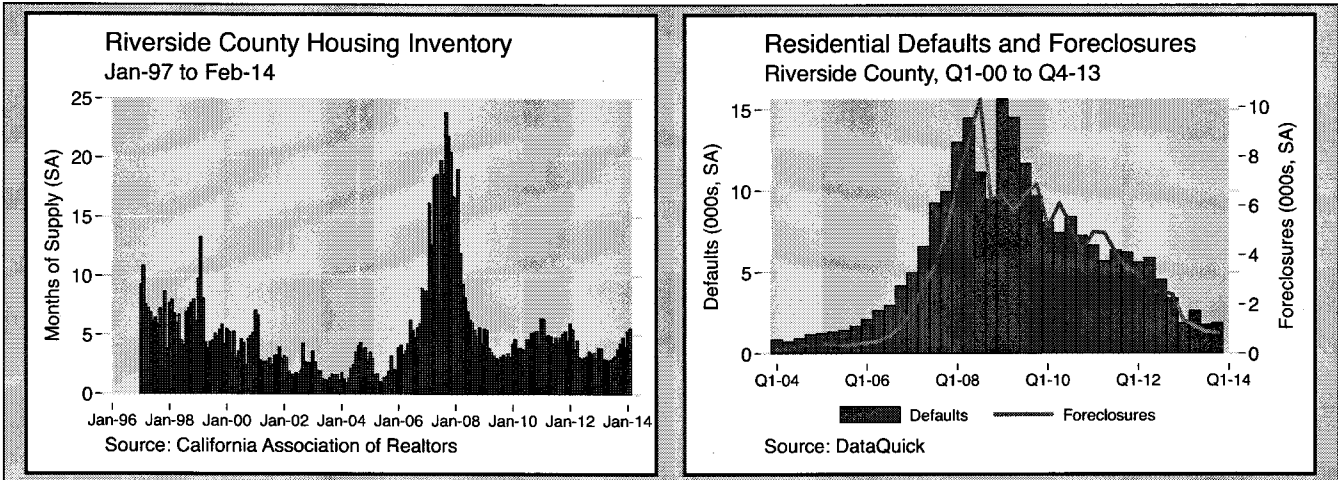 Riverside County Housing Inventory
Jan-97 to Feb-14
Months of Supply (SA)
25
20
15
10
5
0
Jan-96 Jan-98 Jan-00 Jan-02 Jan-04 Jan-06 Jan-08 Jan-10 Jan-12 Jan-14
Source: California Association of Realtors
Residential Defaults and Foreclosures
Riverside County, Q1-00 to Q4-13
Defaults (000s, SA)
15
10
5
0
Foreclosures (000s, SA)
10
8
6
4
2
0
Q1-04 Q1-06 Q1-08 Q1-10 Q1-12 Q1-14
Defaults Foreclosures
Source: DataQuick